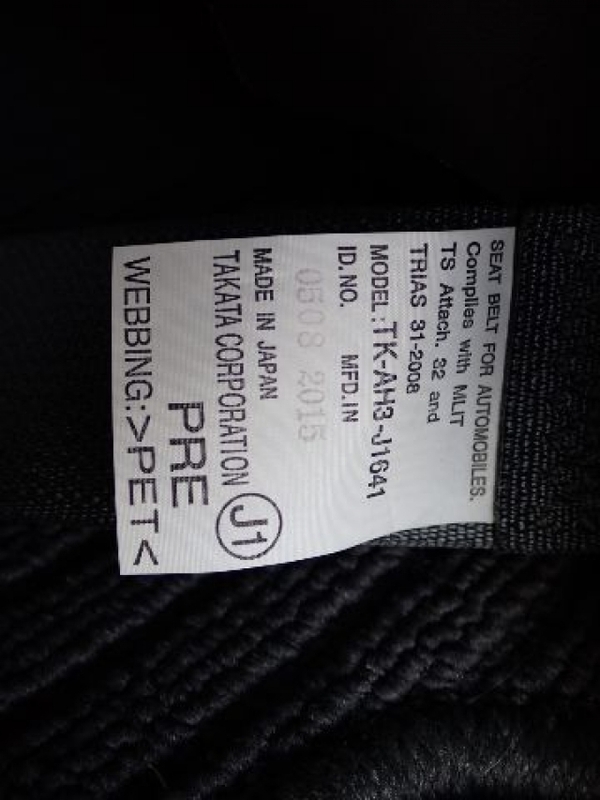 SEAT BELT FOR AUTOMOBILES.
Complies with MLIT
TS Attach. 32 and
TRIAS 31-2008
MODEL:TK-AH3-J1641
ID.NO. MFD.IN
0508 2015
MADE IN JAPAN
TAKATA CORPORATION J1
PRE
WEBBING:>PET<